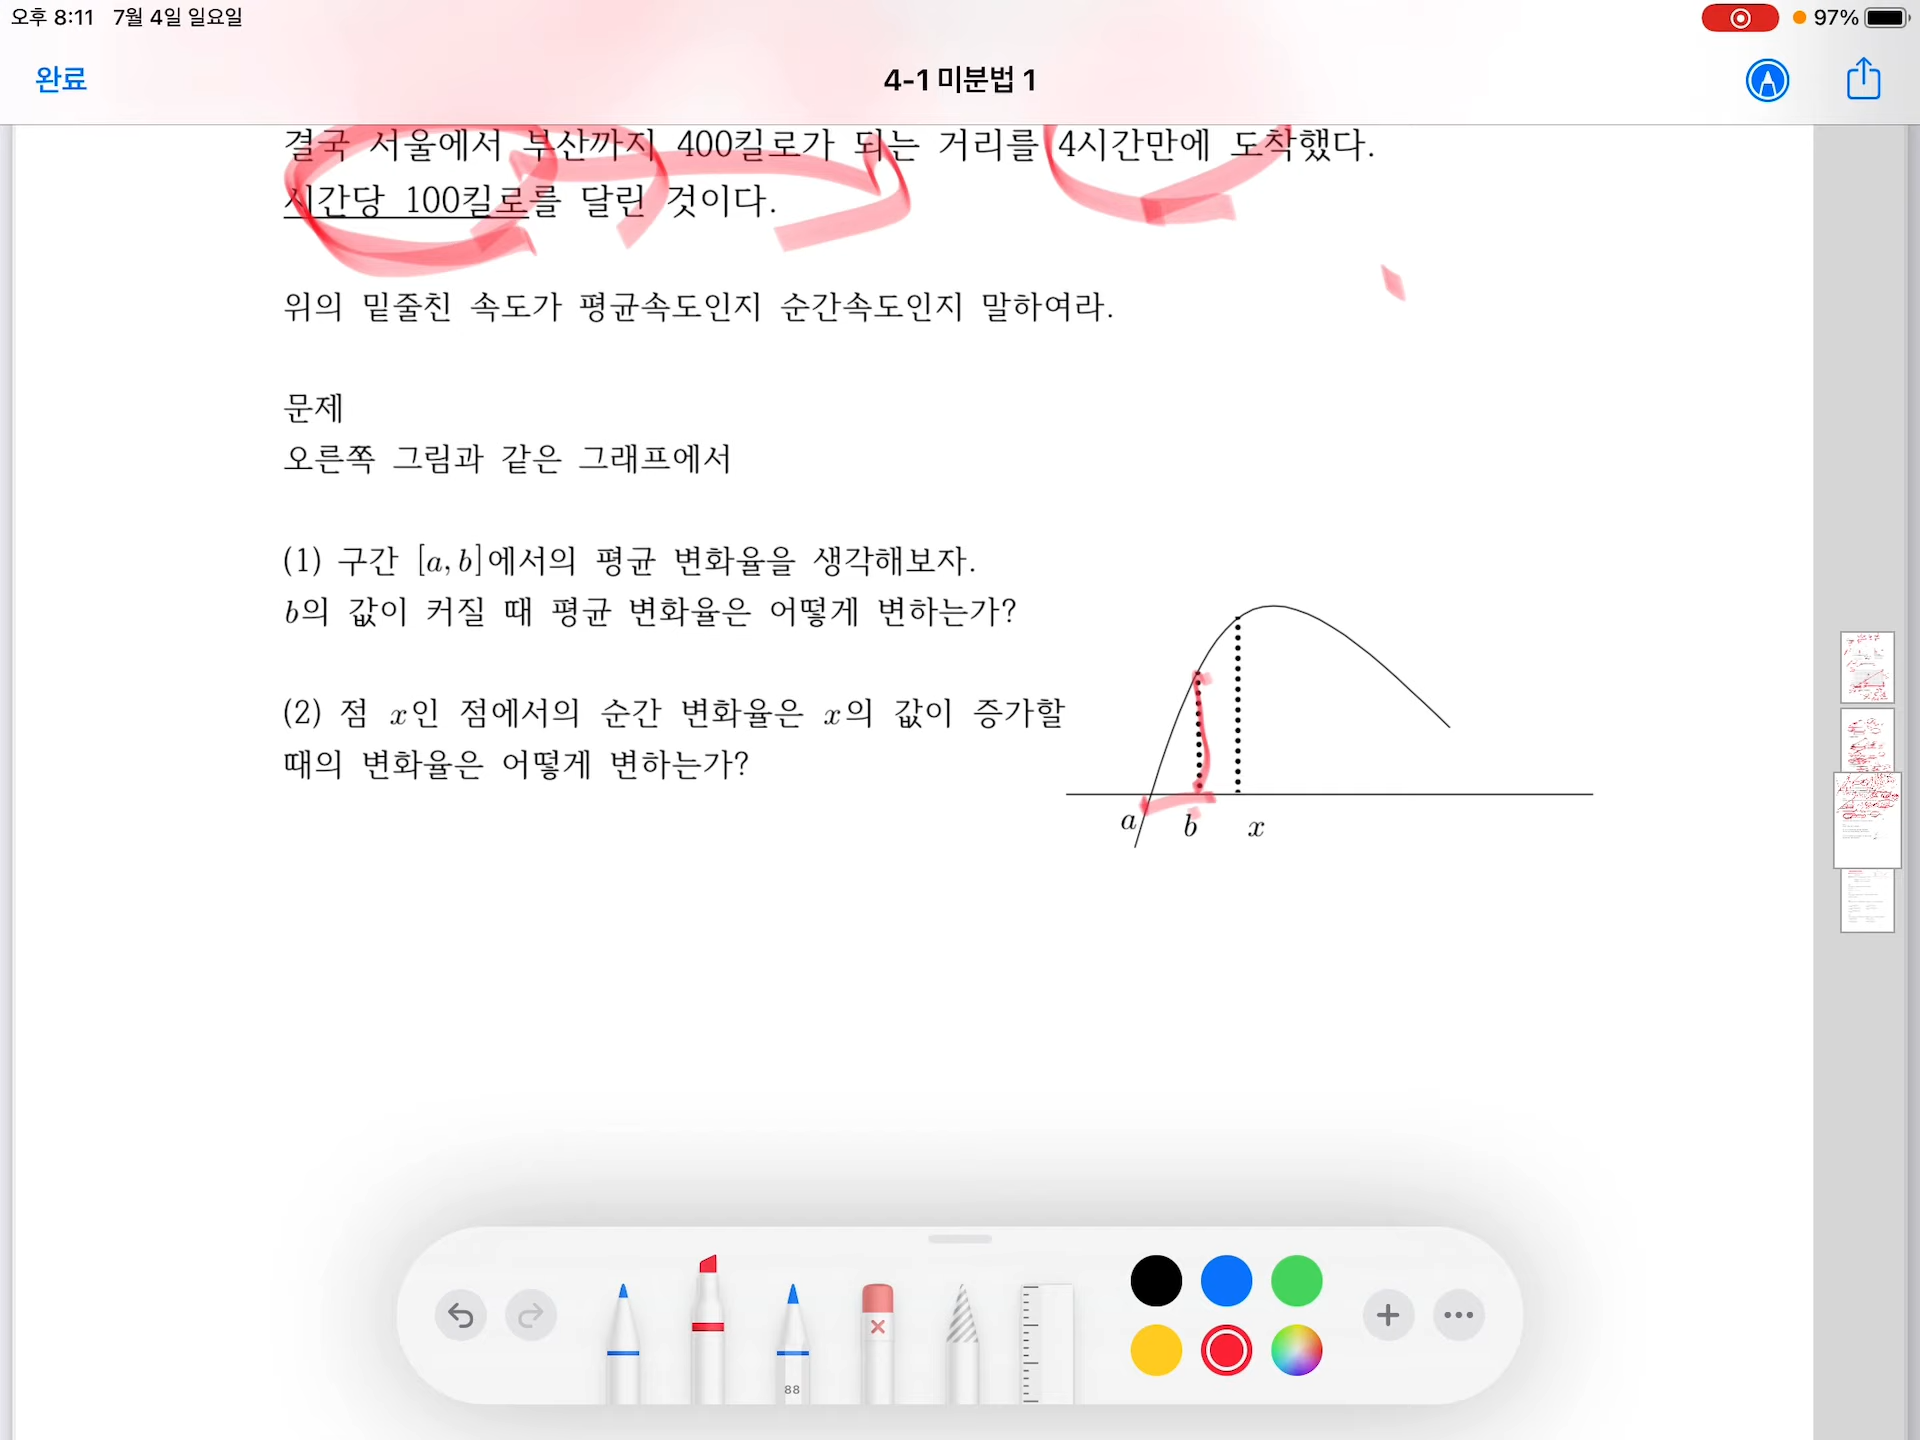 오후 8:11 7월 4일 일요일
97%
완료
4-1 미분법 1
결국 서울에서 부산까지 400킬로가 되는 거리를 4시간만에 도착했다.
시간당 100킬로를 달린 것이다.
위의 밑줄친 속도가 평균속도인지 순간속도인지 말하여라.
문제
오른쪽 그림과 같은 그래프에서
(1) 구간 [a, b]에서의 평균 변화율을 생각해보자.
b의 값이 커질 때 평균 변화율은 어떻게 변하는가?
(2) 점 x인 점에서의 순간 변화율은 x의 값이 증가할
때의 변화율은 어떻게 변하는가?
a b x
88